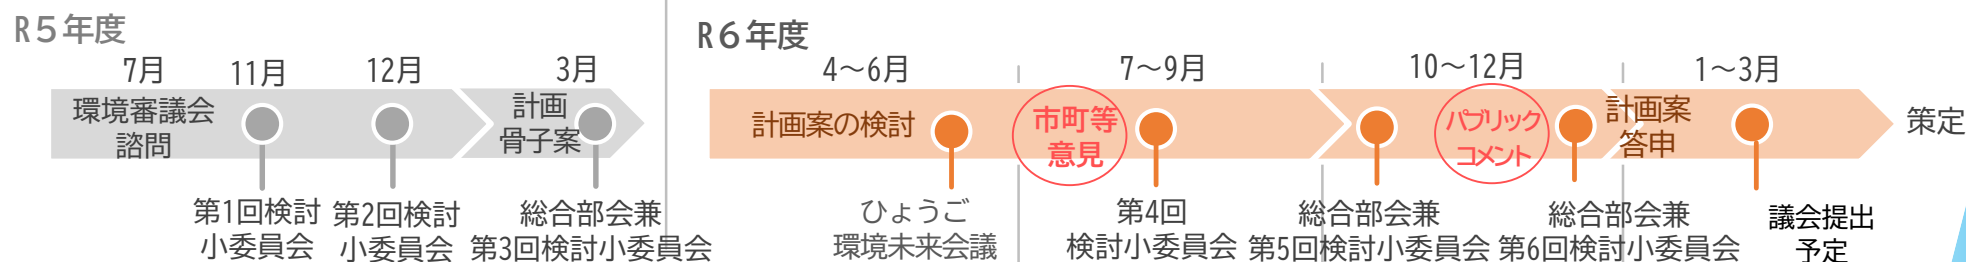 R5年度
R6年度
7月
11月
12月
3月
4～6月
7～9月
10～12月
1～3月
環境審議会
諮問
計画
骨子案
計画案の検討
市町等
意見
パブリック
コメント
計画案
答申
策定
第1回検討
小委員会
第2回検討
小委員会
総合部会兼
第3回検討小委員会
ひょうご
環境未来会議
第4回
検討小委員会
総合部会兼
第5回検討小委員会
総合部会兼
第6回検討小委員会
議会提出
予定